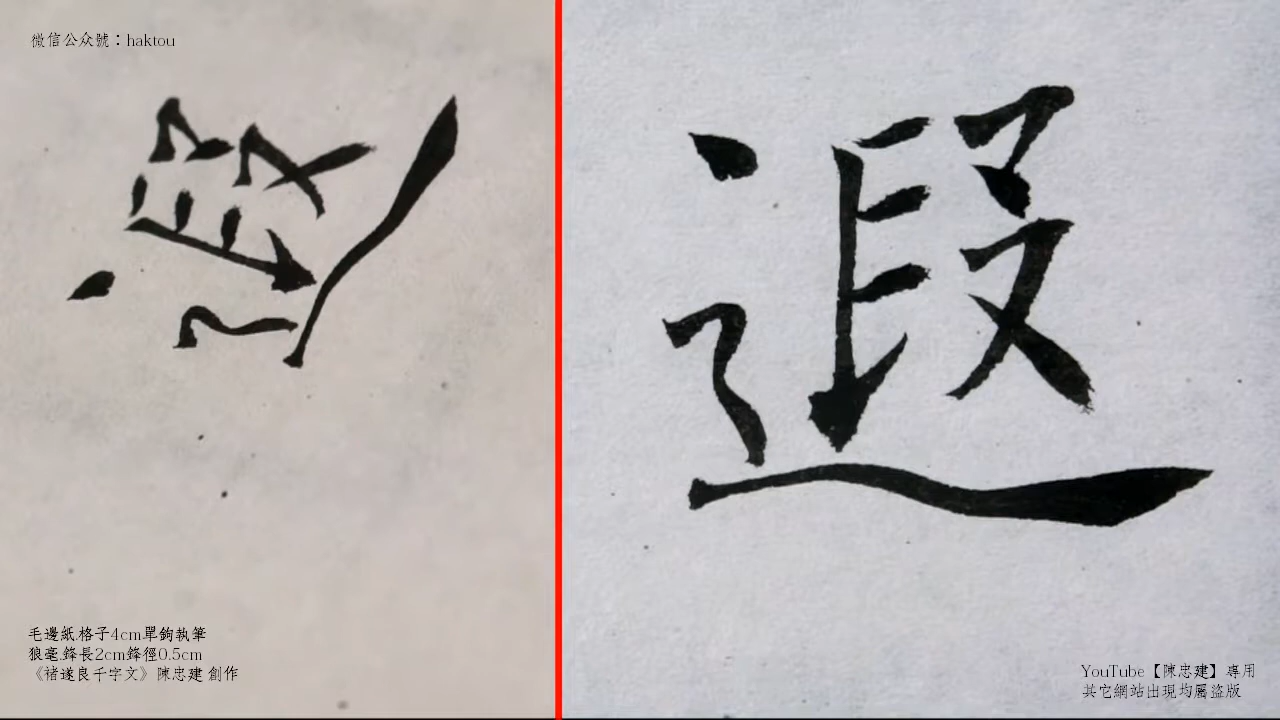 微信公众號：haktou
遐
遐
毛邊紙.格子4cm單鉤執筆
狼毫.鋒長2cm鋒徑0.5cm
《褚遂良千字文》陳忠建 創作
YouTube【陳忠建】專用
其它網站出現均屬盜版